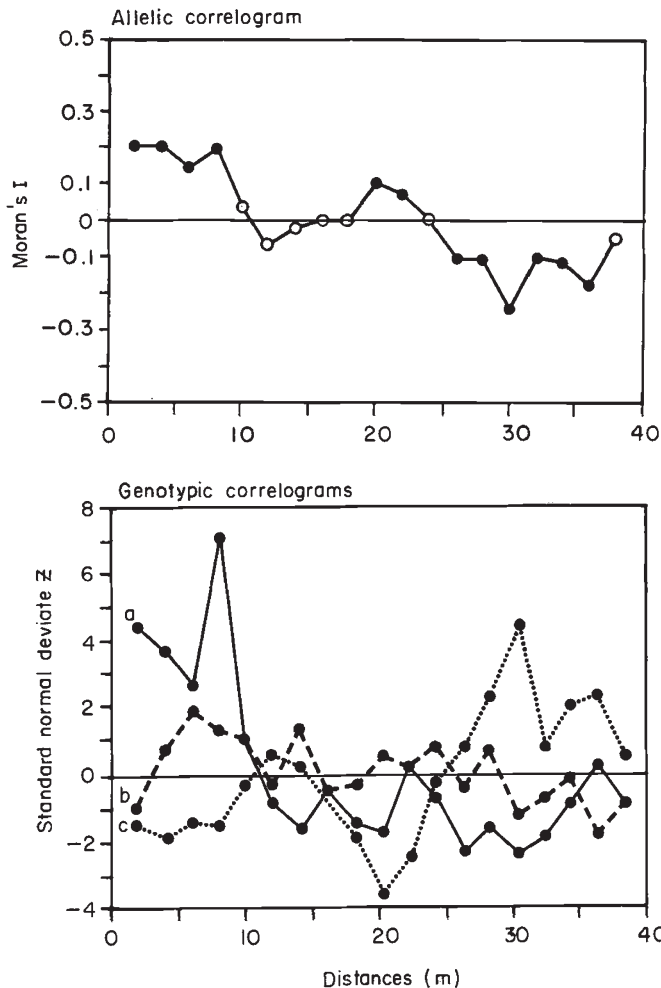 Allelic correlogram
0.5
0.3
0.1
0
-0.1
-0.3
-0.5
Moran's I
0 10 20 30 40
Genotypic correlograms
8
6
4
2
0
-2
-4
Standard normal deviate z
a
b
c
0 10 20 30 40
Distances (m)